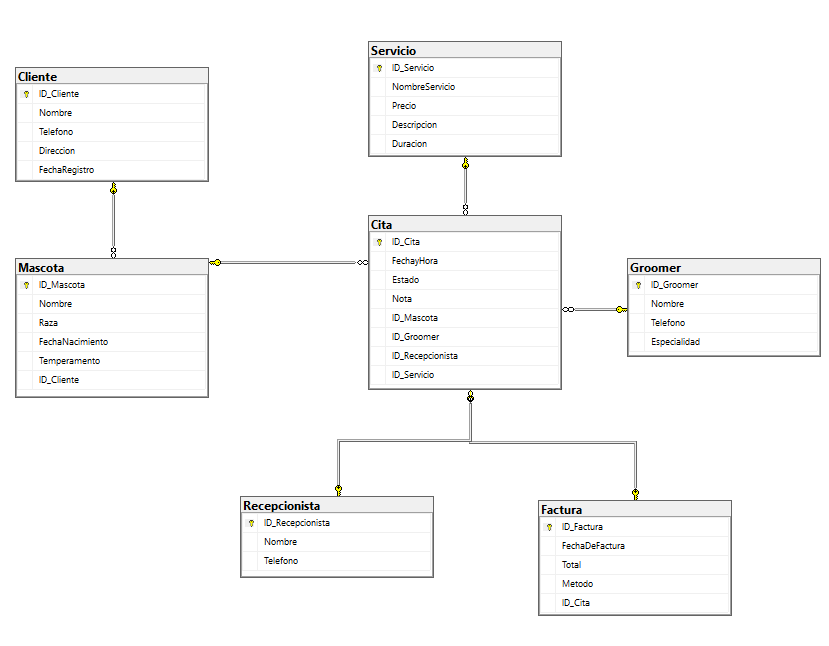 Cliente
ID_Cliente
Nombre
Telefono
Direccion
FechaRegistro
Servicio
ID_Servicio
NombreServicio
Precio
Descripcion
Duracion
Mascota
ID_Mascota
Nombre
Raza
FechaNacimiento
Temperamento
ID_Cliente
Cita
ID_Cita
FechayHora
Estado
Nota
ID_Mascota
ID_Groomer
ID_Recepcionista
ID_Servicio
Groomer
ID_Groomer
Nombre
Telefono
Especialidad
Recepcionista
ID_Recepcionista
Nombre
Telefono
Factura
ID_Factura
FechaDeFactura
Total
Metodo
ID_Cita